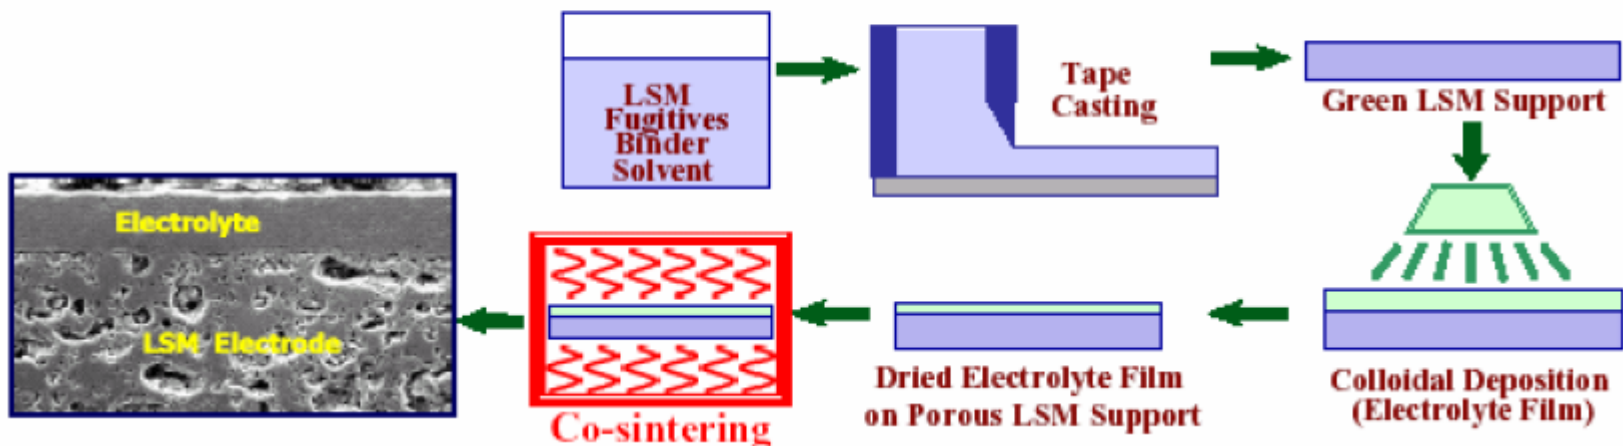 LSM
Fugitives
Binder
Solvent
Tape
Casting
Green LSM Support
Colloidal Deposition
(Electrolyte Film)
Dried Electrolyte Film
on Porous LSM Support
Co-sintering
Electrolyte
LSM Electrode